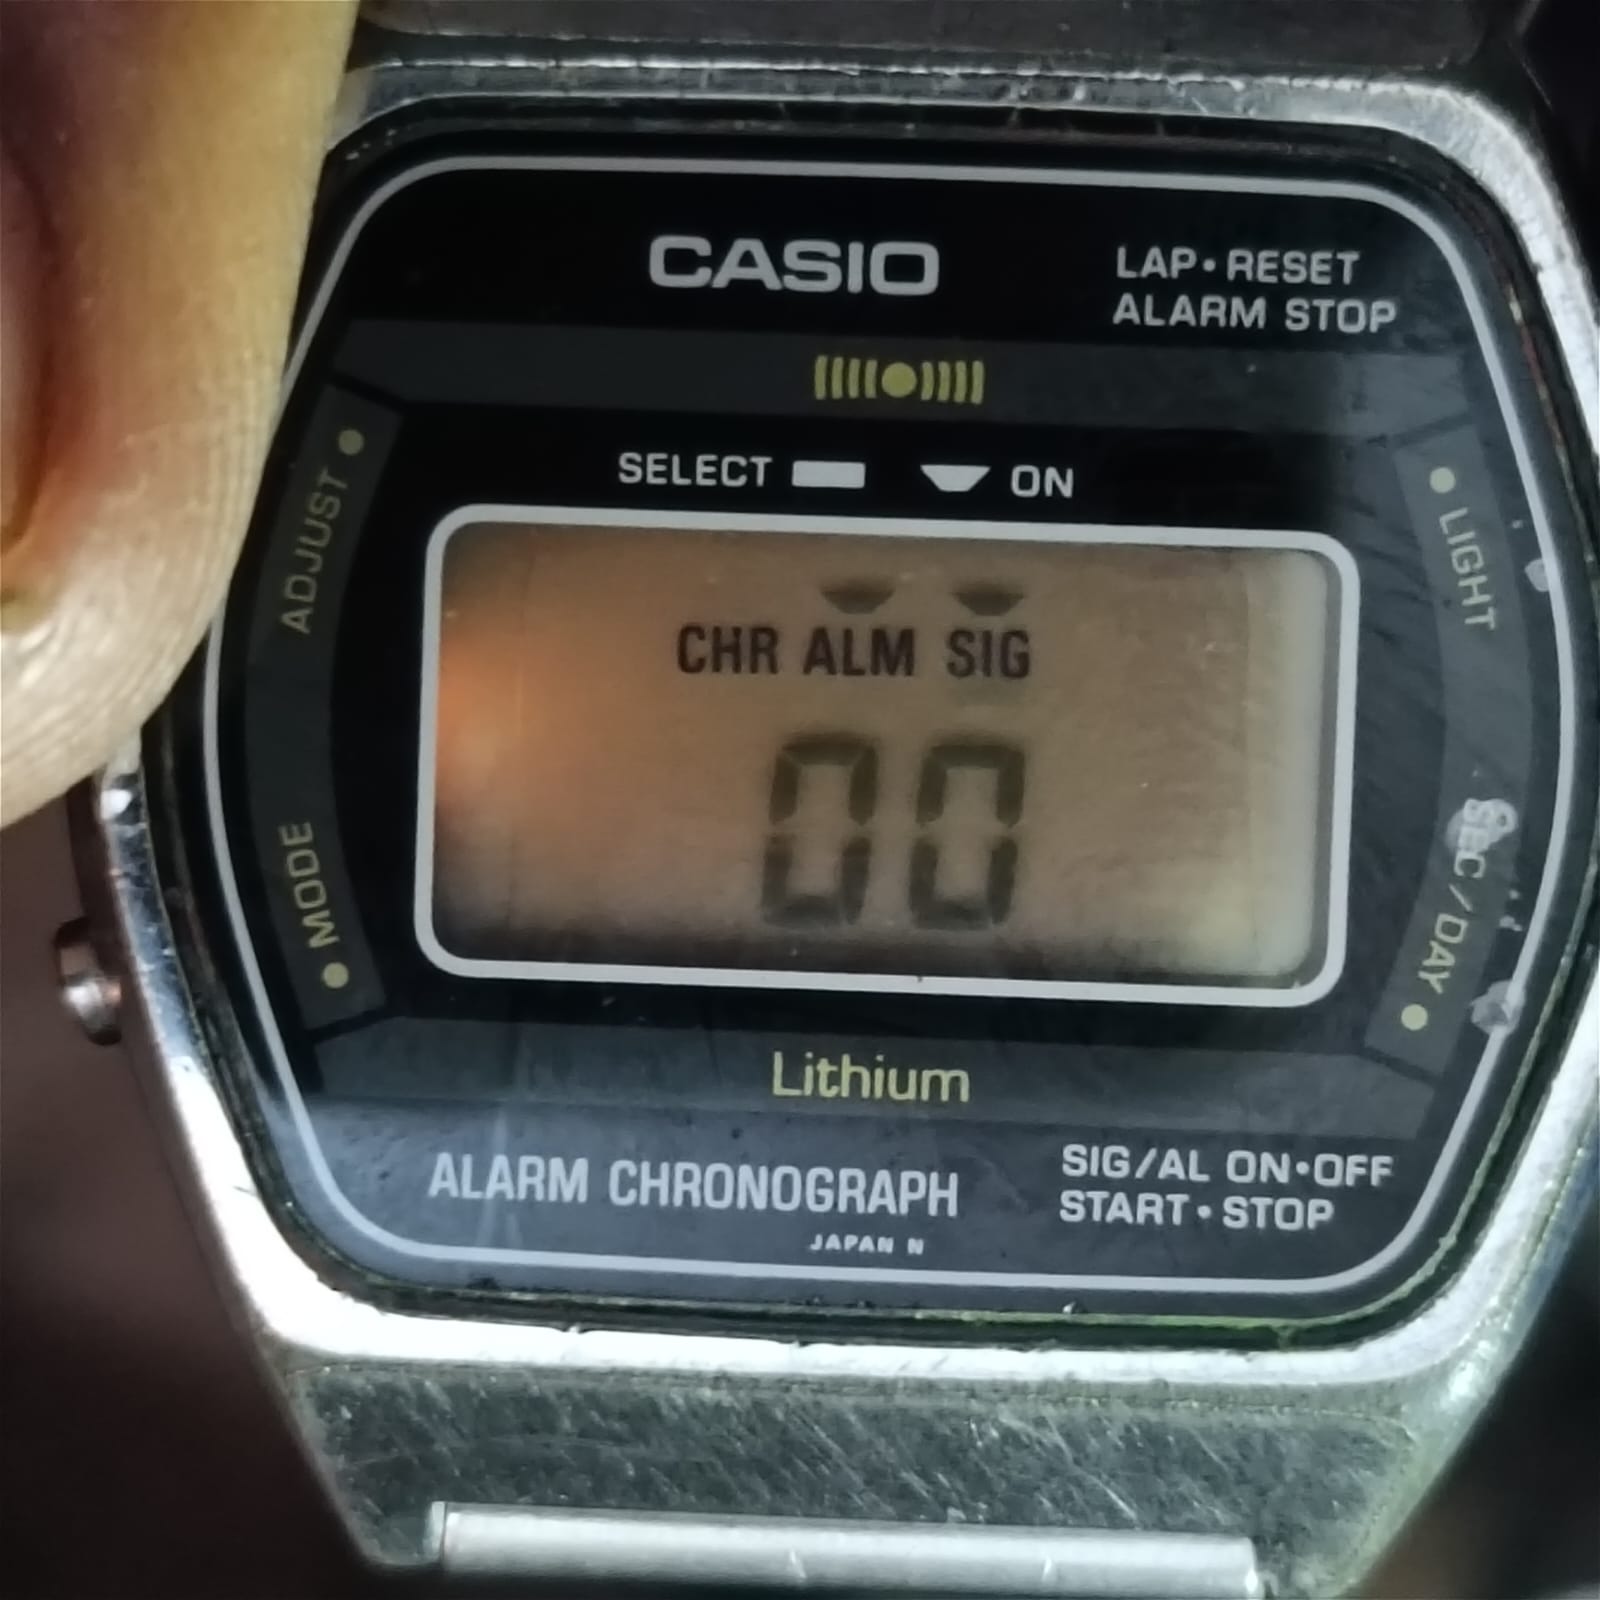 CASIO
LAP•RESET
ALARM STOP
SELECT
ON
ADJUST
LIGHT
CHR ALM SIG
00
MODE
SEC/DAY
Lithium
ALARM CHRONOGRAPH
SIG/AL ON•OFF
START•STOP
JAPAN N